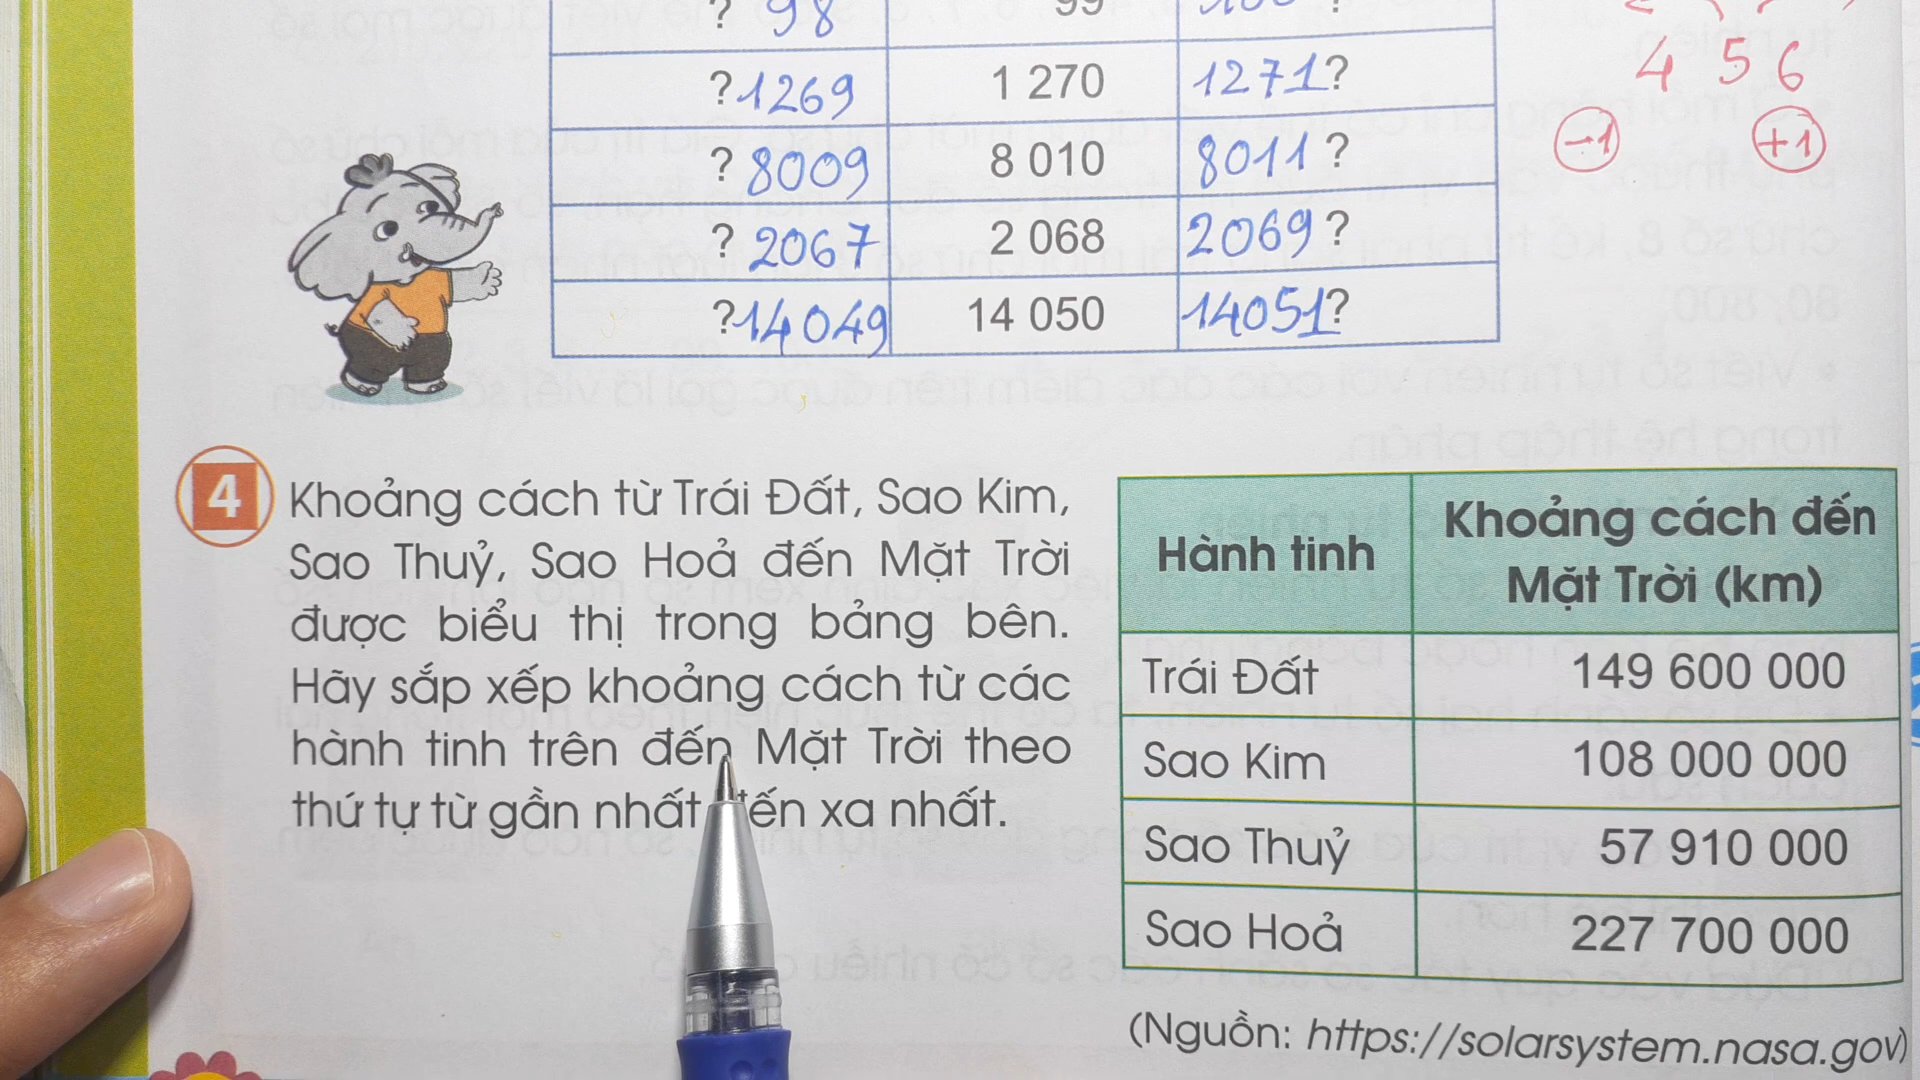 ? 98 99 ?
?1269 1 270 1271?
? 8009 8 010 8011 ?
? 2067 2 068 2069 ?
?14049 14 050 14051?
4 5 6
-1 +1
4 Khoảng cách từ Trái Đất, Sao Kim,
Sao Thuỷ, Sao Hoả đến Mặt Trời
được biểu thị trong bảng bên.
Hãy sắp xếp khoảng cách từ các
hành tinh trên đến Mặt Trời theo
thứ tự từ gần nhất đến xa nhất.
Hành tinh Khoảng cách đến
Mặt Trời (km)
Trái Đất 149 600 000
Sao Kim 108 000 000
Sao Thuỷ 57 910 000
Sao Hoả 227 700 000
(Nguồn: https://solarsystem.nasa.gov)